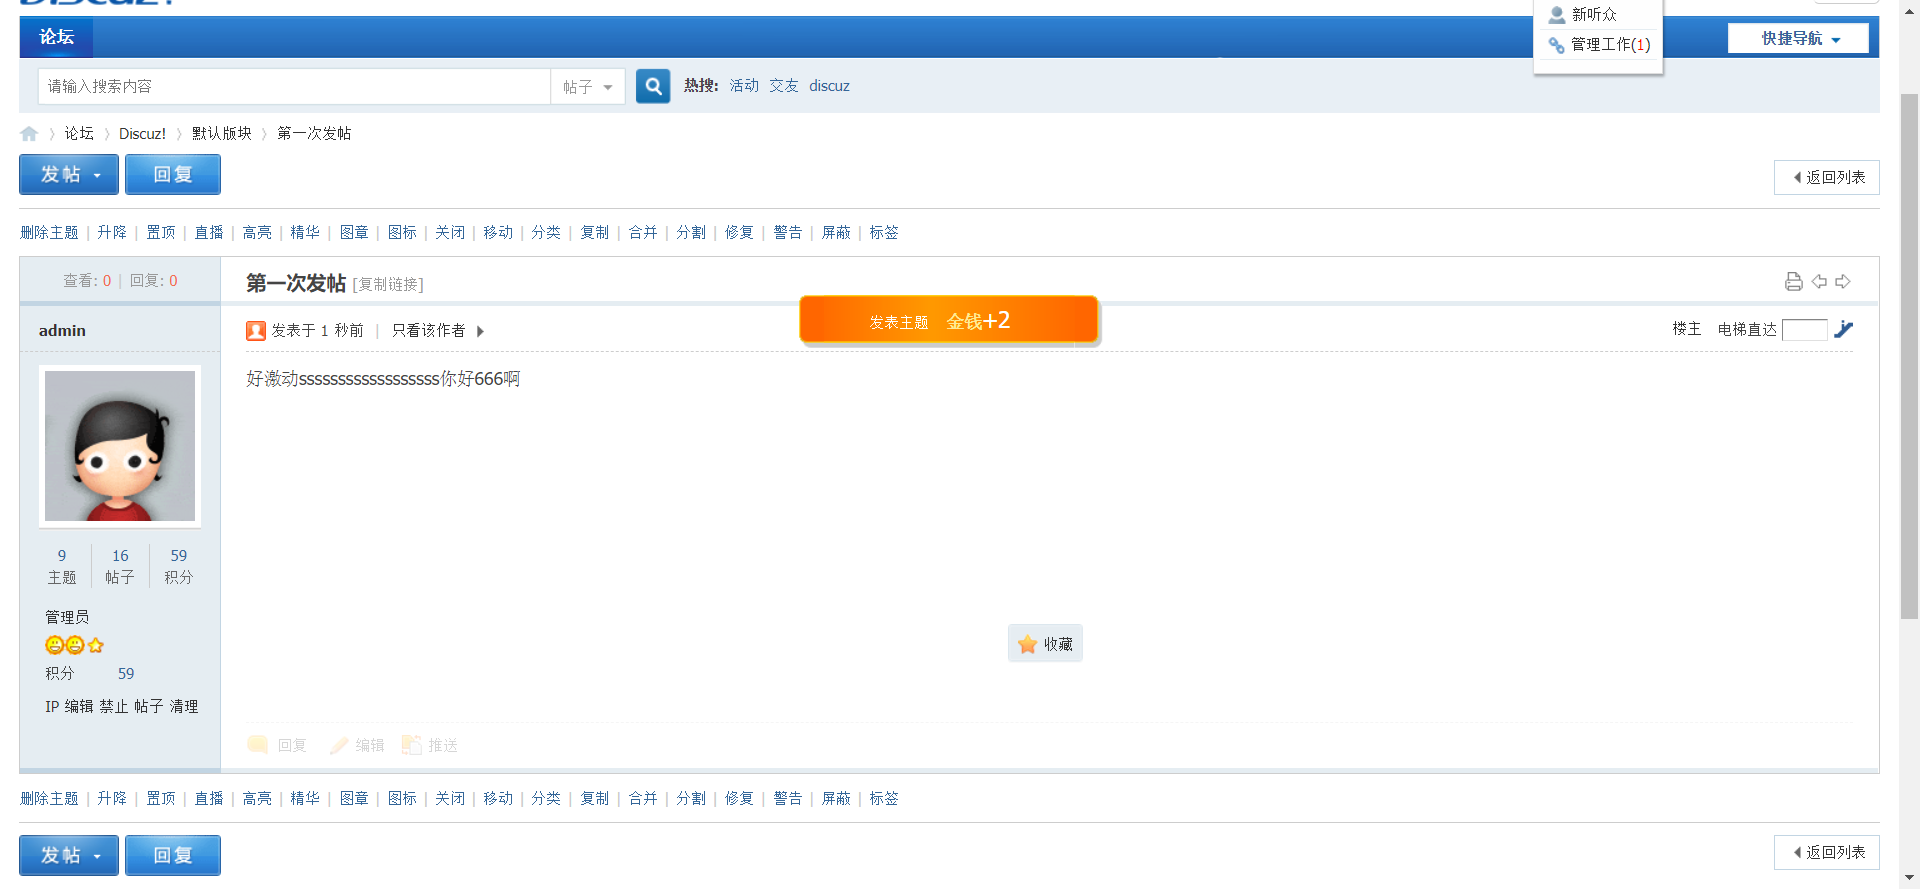 Discuz!
新听众
论坛
管理工作(1)
快捷导航
请输入搜索内容 帖子 热搜: 活动 交友 discuz
论坛 Discuz! 默认版块 第一次发帖
发帖 回复 返回列表
删除主题 | 升降 | 置顶 | 直播 | 高亮 | 精华 | 图章 | 图标 | 关闭 | 移动 | 分类 | 复制 | 合并 | 分割 | 修复 | 警告 | 屏蔽 | 标签
查看: 0 | 回复: 0 第一次发帖 [复制链接]
发表主题 金钱+2
admin 发表于 1 秒前 | 只看该作者 楼主 电梯直达
好激动ssssssssssssssssss你好666啊
9 16 59
主题 帖子 积分
管理员
收藏
积分 59
IP 编辑 禁止 帖子 清理
回复 编辑 推送
删除主题 | 升降 | 置顶 | 直播 | 高亮 | 精华 | 图章 | 图标 | 关闭 | 移动 | 分类 | 复制 | 合并 | 分割 | 修复 | 警告 | 屏蔽 | 标签
发帖 回复 返回列表